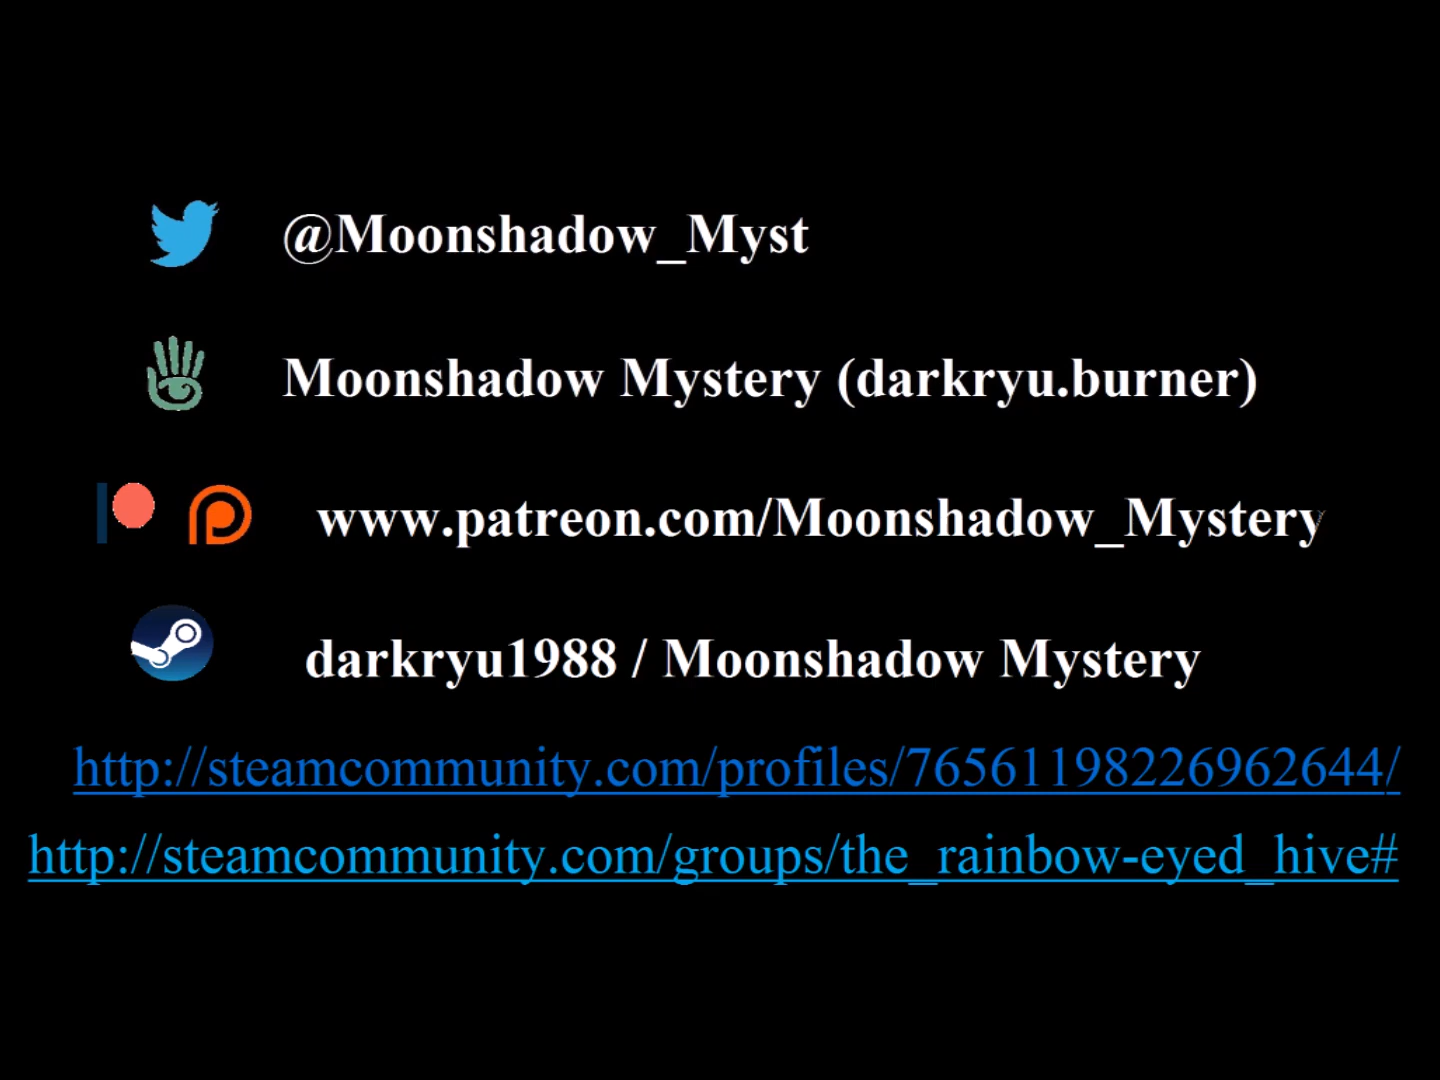 @Moonshadow_Myst
Moonshadow Mystery (darkryu.burner)
www.patreon.com/Moonshadow_Mystery
darkryu1988 / Moonshadow Mystery
http://steamcommunity.com/profiles/76561198226962644/
http://steamcommunity.com/groups/the_rainbow-eyed_hive#